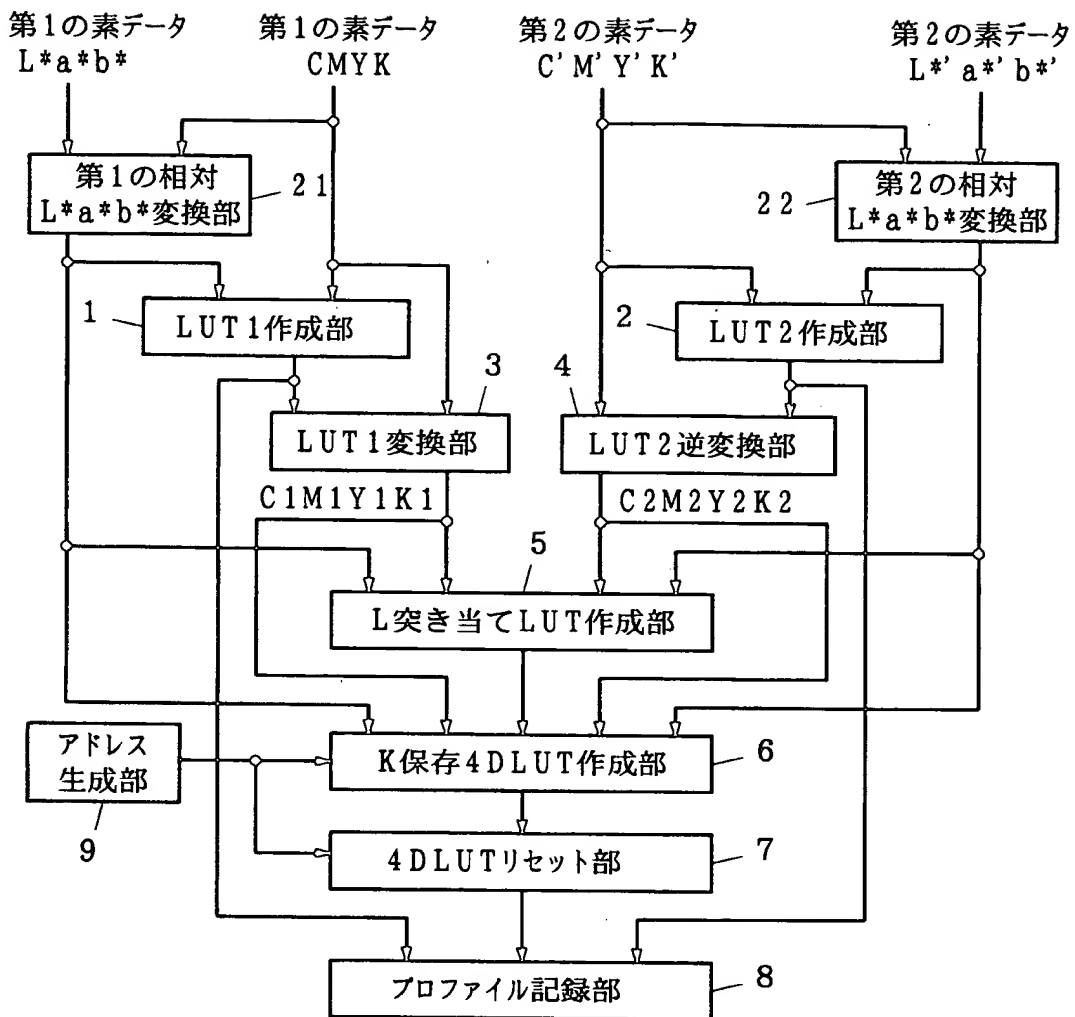 第1の素データ
L*a*b*
第1の素データ
CMYK
第2の素データ
C'M'Y'K'
第2の素データ
L*'a*'b*'
第1の相対
L*a*b*変換部
21
第2の相対
L*a*b*変換部
22
1
LUT1作成部
2
LUT2作成部
3
LUT1変換部
4
LUT2逆変換部
C1M1Y1K1
C2M2Y2K2
5
L突き当てLUT作成部
アドレス
生成部
9
K保存4DLUT作成部
6
4DLUTリセット部
7
プロファイル記録部
8